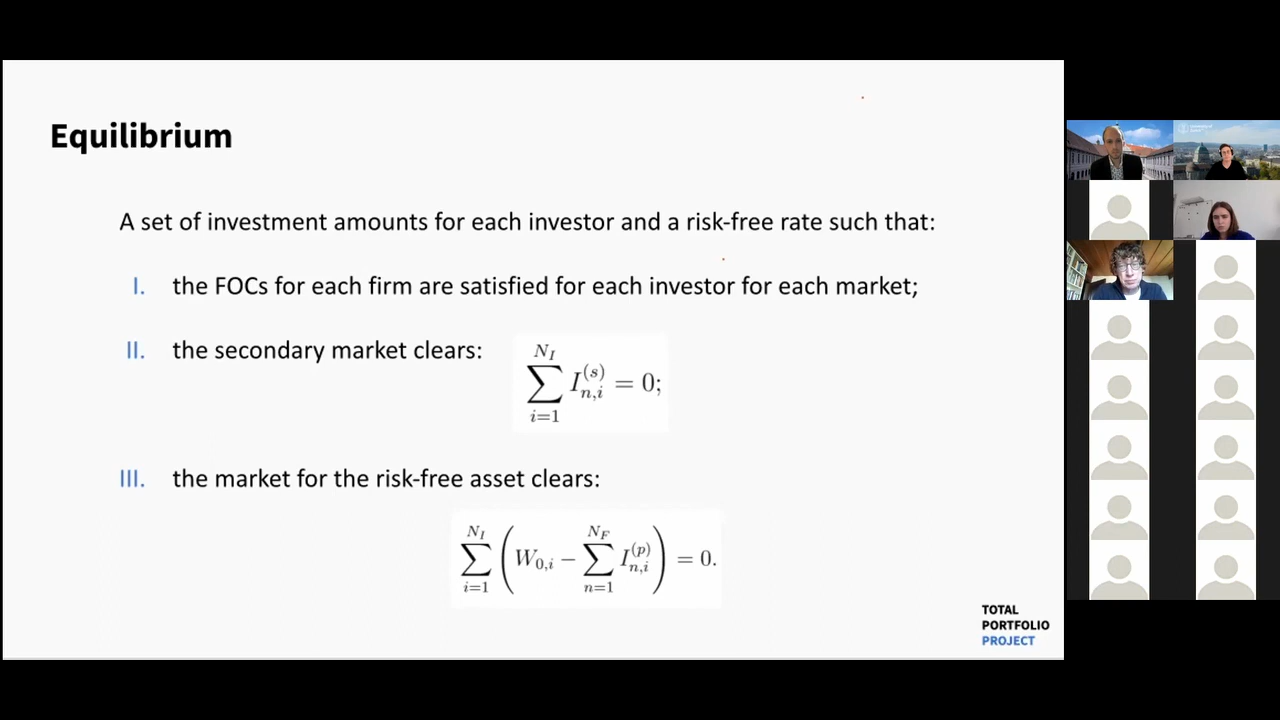 Equilibrium
A set of investment amounts for each investor and a risk-free rate such that:
I. the FOCs for each firm are satisfied for each investor for each market;
II. the secondary market clears: $\sum_{i=1}^{N_I} I_{n,i}^{(s)} = 0;$
III. the market for the risk-free asset clears:
$\sum_{i=1}^{N_I} \left( W_{0,i} - \sum_{n=1}^{N_F} I_{n,i}^{(p)} \right) = 0.$
TOTAL
PORTFOLIO
PROJECT